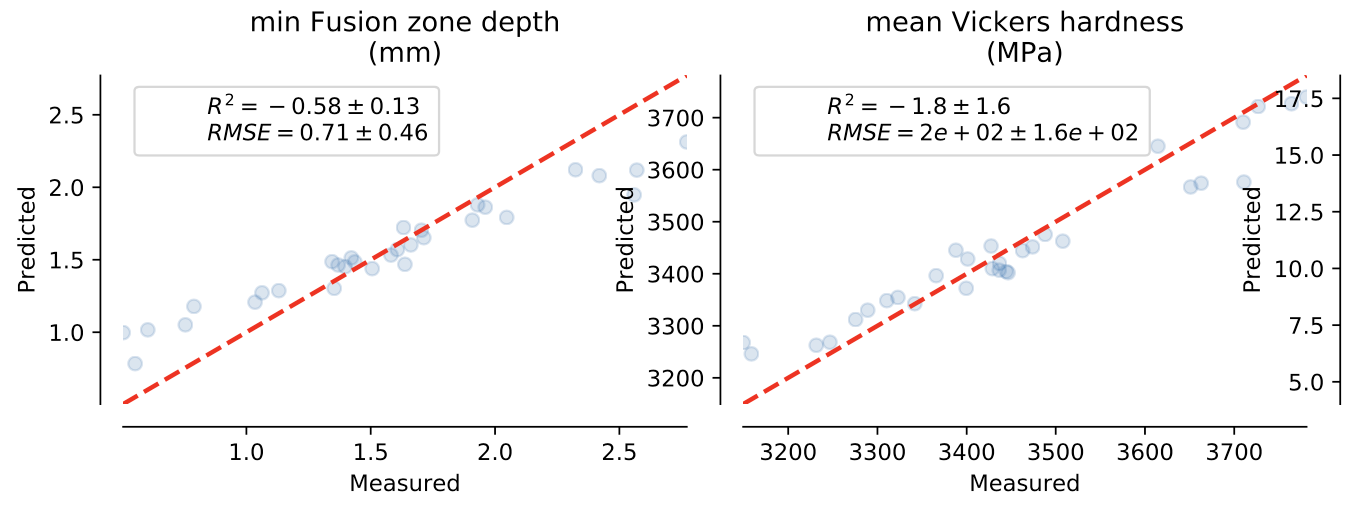 min Fusion zone depth
(mm)
R² = −0.58 ± 0.13
RMSE = 0.71 ± 0.46
2.5
2.0
1.5
1.0
Predicted
1.0 1.5 2.0 2.5
Measured
mean Vickers hardness
(MPa)
R² = −1.8 ± 1.6
RMSE = 2e + 02 ± 1.6e + 02
3700
3600
3500
3400
3300
3200
Predicted
3200 3300 3400 3500 3600 3700
Measured
17.5
15.0
12.5
10.0
7.5
5.0
Predicted